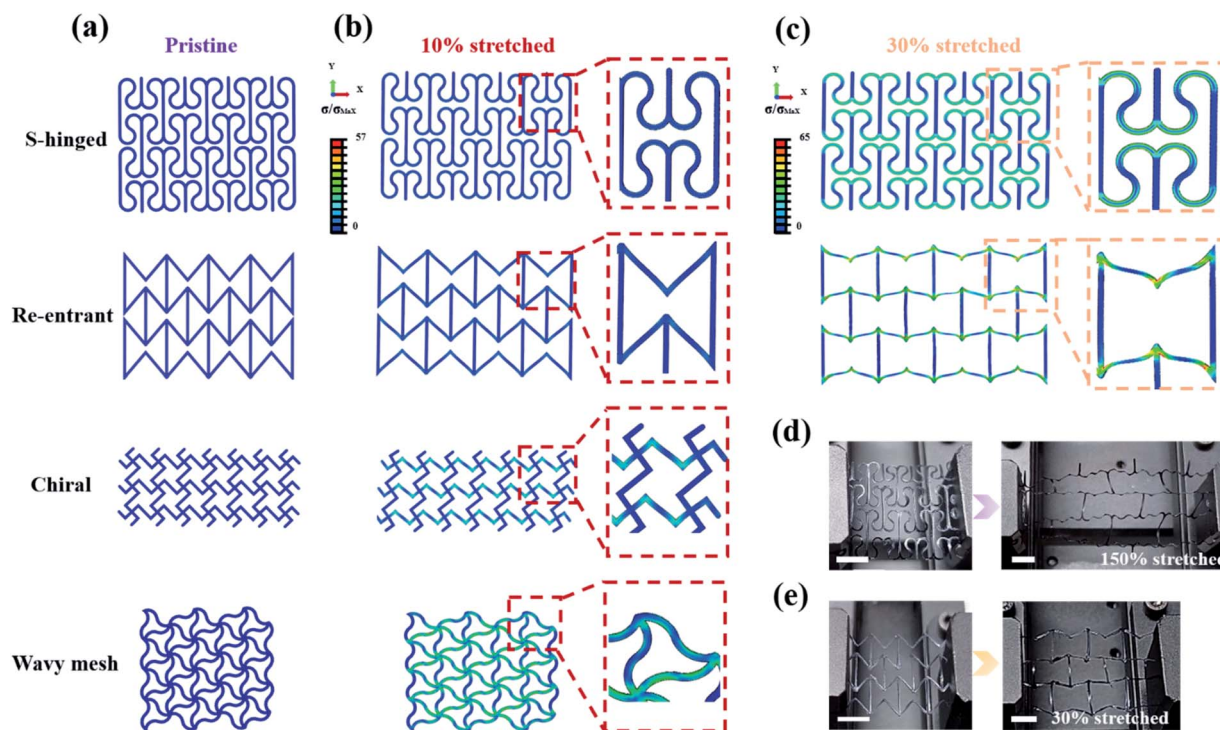 (a)
Pristine
(b)
10% stretched
(c)
30% stretched
S-hinged
Y
X
σ/σMaX
57
0
Y
X
σ/σMaX
65
0
Re-entrant
Chiral
(d)
150% stretched
Wavy mesh
(e)
30% stretched